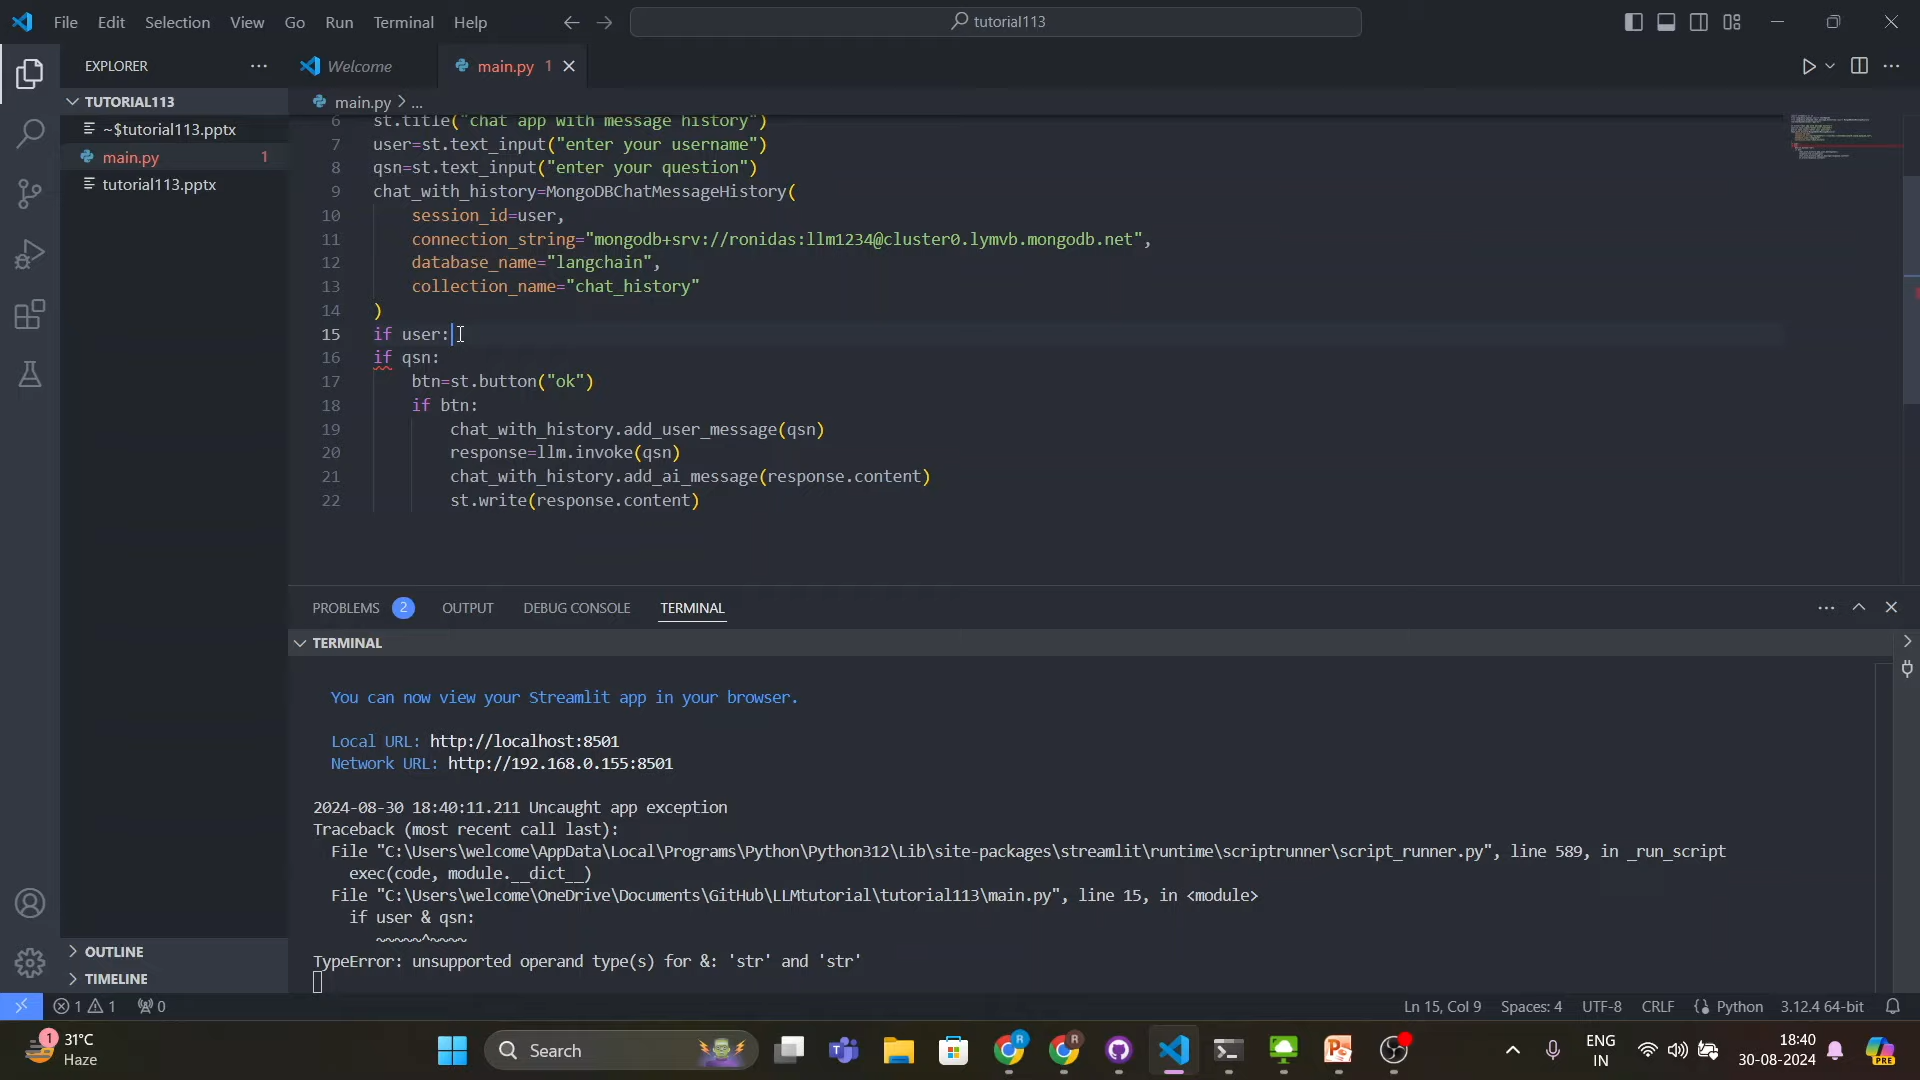 File Edit Selection View Go Run Terminal Help
tutorial113
EXPLORER
Welcome
main.py 1
TUTORIAL113
main.py > ...
~$tutorial113.pptx
main.py 1
tutorial113.pptx
6 st.title("chat app with message history")
7 user=st.text_input("enter your username")
8 qsn=st.text_input("enter your question")
9 chat_with_history=MongoDBChatMessageHistory(
10 session_id=user,
11 connection_string="mongodb+srv://ronidas:llm1234@cluster0.lymvb.mongodb.net",
12 database_name="langchain",
13 collection_name="chat_history"
14 )
15 if user:
16 if qsn:
17 btn=st.button("ok")
18 if btn:
19 chat_with_history.add_user_message(qsn)
20 response=llm.invoke(qsn)
21 chat_with_history.add_ai_message(response.content)
22 st.write(response.content)
PROBLEMS 2 OUTPUT DEBUG CONSOLE TERMINAL
TERMINAL
You can now view your Streamlit app in your browser.
Local URL: http://localhost:8501
Network URL: http://192.168.0.155:8501
2024-08-30 18:40:11.211 Uncaught app exception
Traceback (most recent call last):
File "C:\Users\welcome\AppData\Local\Programs\Python\Python312\Lib\site-packages\streamlit\runtime\scriptrunner\script_runner.py", line 589, in _run_script
exec(code, module.__dict__)
File "C:\Users\welcome\OneDrive\Documents\GitHub\LLMtutorial\tutorial113\main.py", line 15, in <module>
if user & qsn:
~~~~~^~~~~
TypeError: unsupported operand type(s) for &: 'str' and 'str'
OUTLINE
TIMELINE
1 1 0
Ln 15, Col 9 Spaces: 4 UTF-8 CRLF Python 3.12.4 64-bit
1 31°C
Haze
Search
R
R
PRE
ENG
IN
18:40
30-08-2024